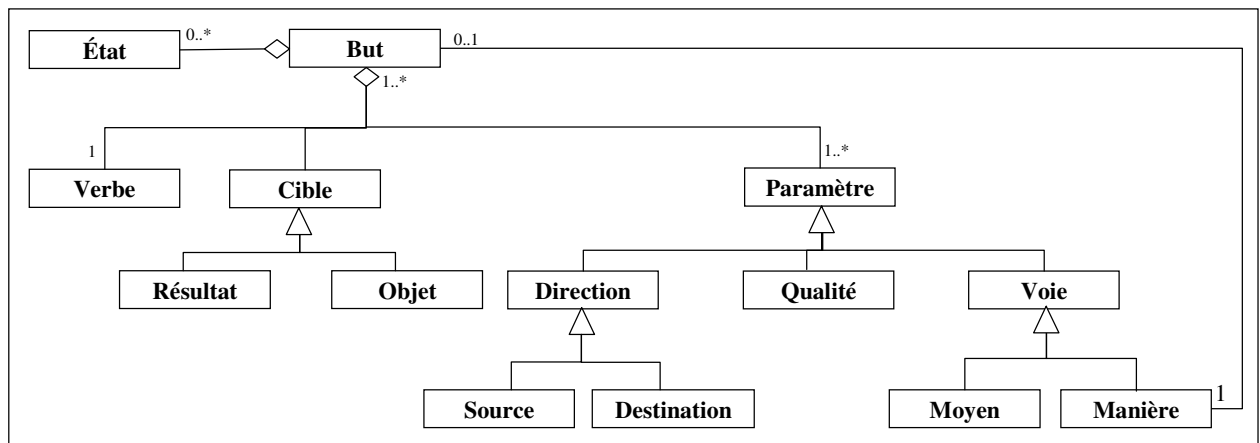 État 0..* But 0..1
1..*
1 1..*
Verbe Cible Paramètre
Résultat Objet Direction Qualité Voie
Source Destination Moyen Manière 1